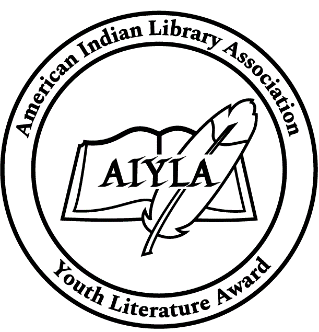 American Indian Library Association
AIYLA
Youth Literature Award